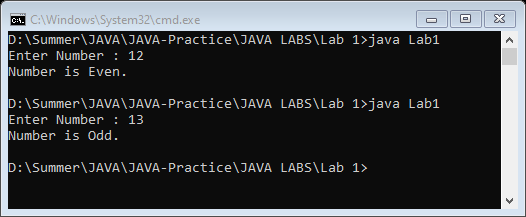 C:\Windows\System32\cmd.exe
D:\Summer\JAVA\JAVA-Practice\JAVA LABS\Lab 1>java Lab1
Enter Number : 12
Number is Even.
D:\Summer\JAVA\JAVA-Practice\JAVA LABS\Lab 1>java Lab1
Enter Number : 13
Number is Odd.
D:\Summer\JAVA\JAVA-Practice\JAVA LABS\Lab 1>